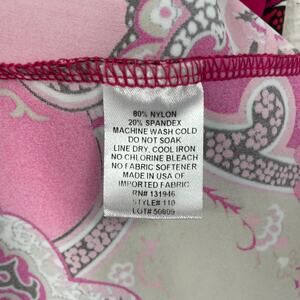 80% NYLON
20% SPANDEX
MACHINE WASH COLD
DO NOT SOAK
LINE DRY, COOL IRON
NO CHLORINE BLEACH
NO FABRIC SOFTENER
MADE IN USA OF
IMPORTED FABRIC
RN# 131946
STYLE# 110
LOT# 50809